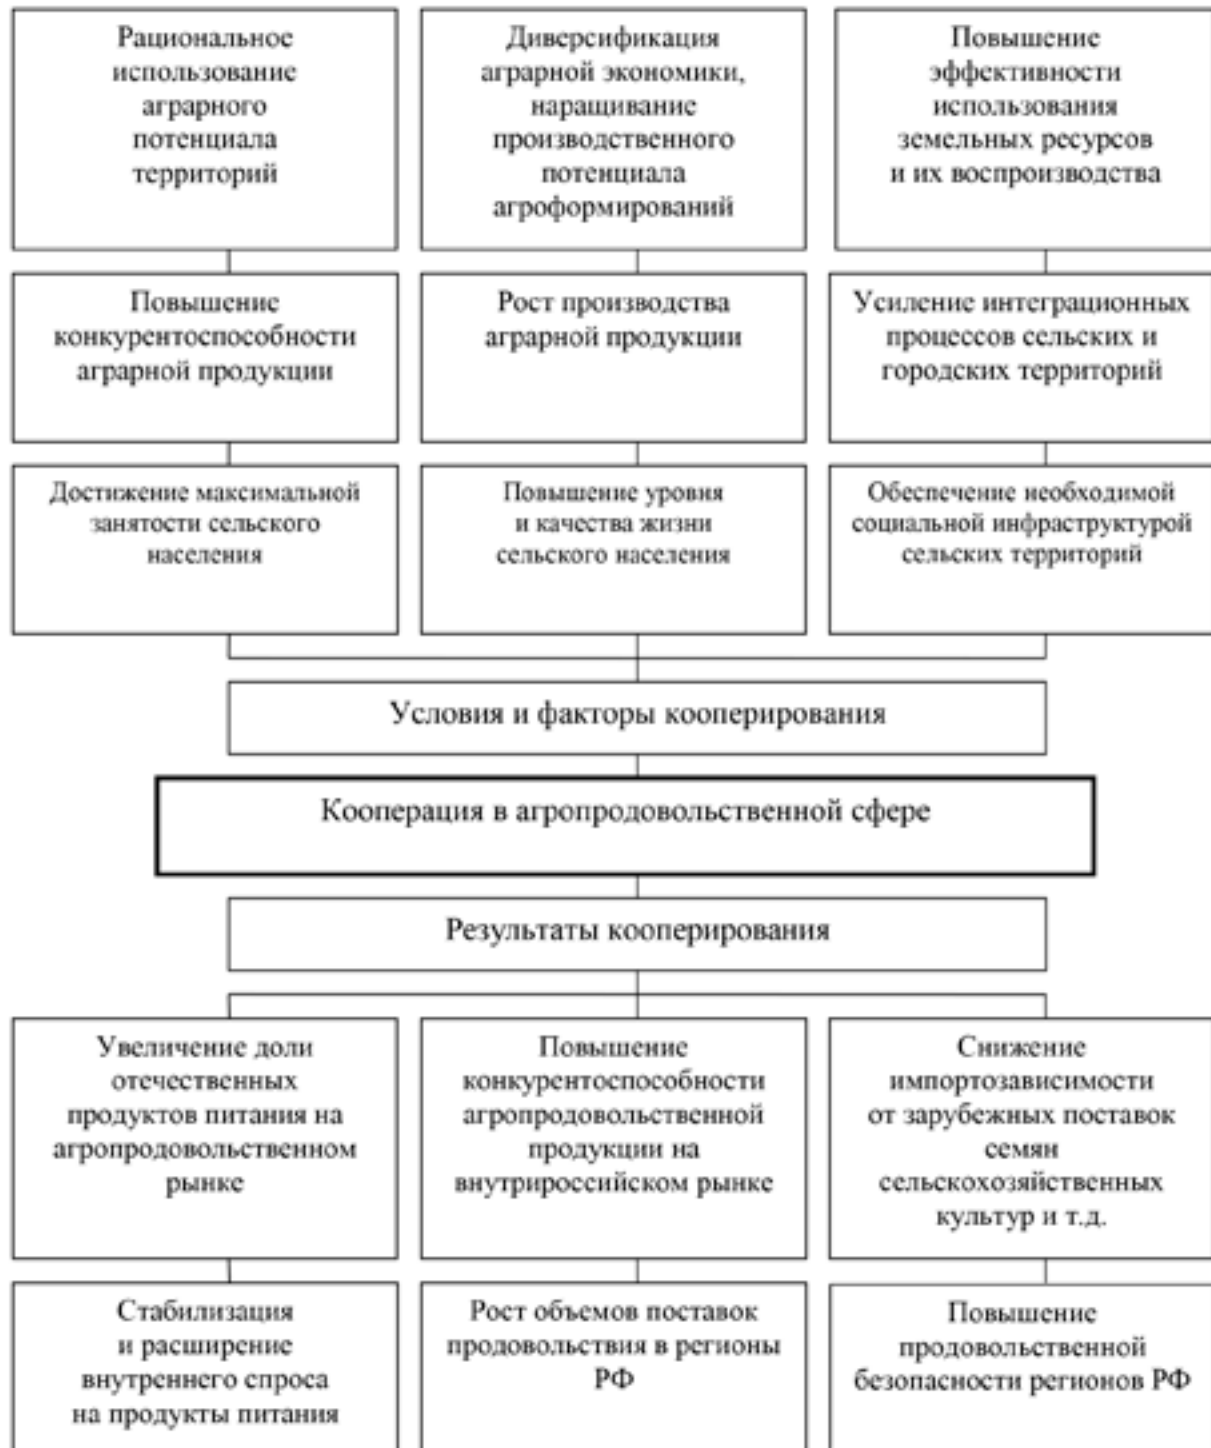 Рациональное
использование
аграрного
потенциала
территорий
Диверсификация
аграрной экономики,
наращивание
производственного
потенциала
агроформирований
Повышение
эффективности
использования
земельных ресурсов
и их воспроизводства
Повышение
конкурентоспособности
аграрной продукции
Рост производства
аграрной продукции
Усиление интеграционных
процессов сельских и
городских территорий
Достижение максимальной
занятости сельского
населения
Повышение уровня
и качества жизни
сельского населения
Обеспечение необходимой
социальной инфраструктурой
сельских территорий
Условия и факторы кооперирования
Кооперация в агропродовольственной сфере
Результаты кооперирования
Увеличение доли
отечественных
продуктов питания на
агропродовольственном
рынке
Повышение
конкурентоспособности
агропродовольственной
продукции на
внутрироссийском рынке
Снижение
импортозависимости
от зарубежных поставок
семян
сельскохозяйственных
культур и т.д.
Стабилизация
и расширение
внутреннего спроса
на продукты питания
Рост объемов поставок
продовольствия в регионы
РФ
Повышение
продовольственной
безопасности регионов РФ